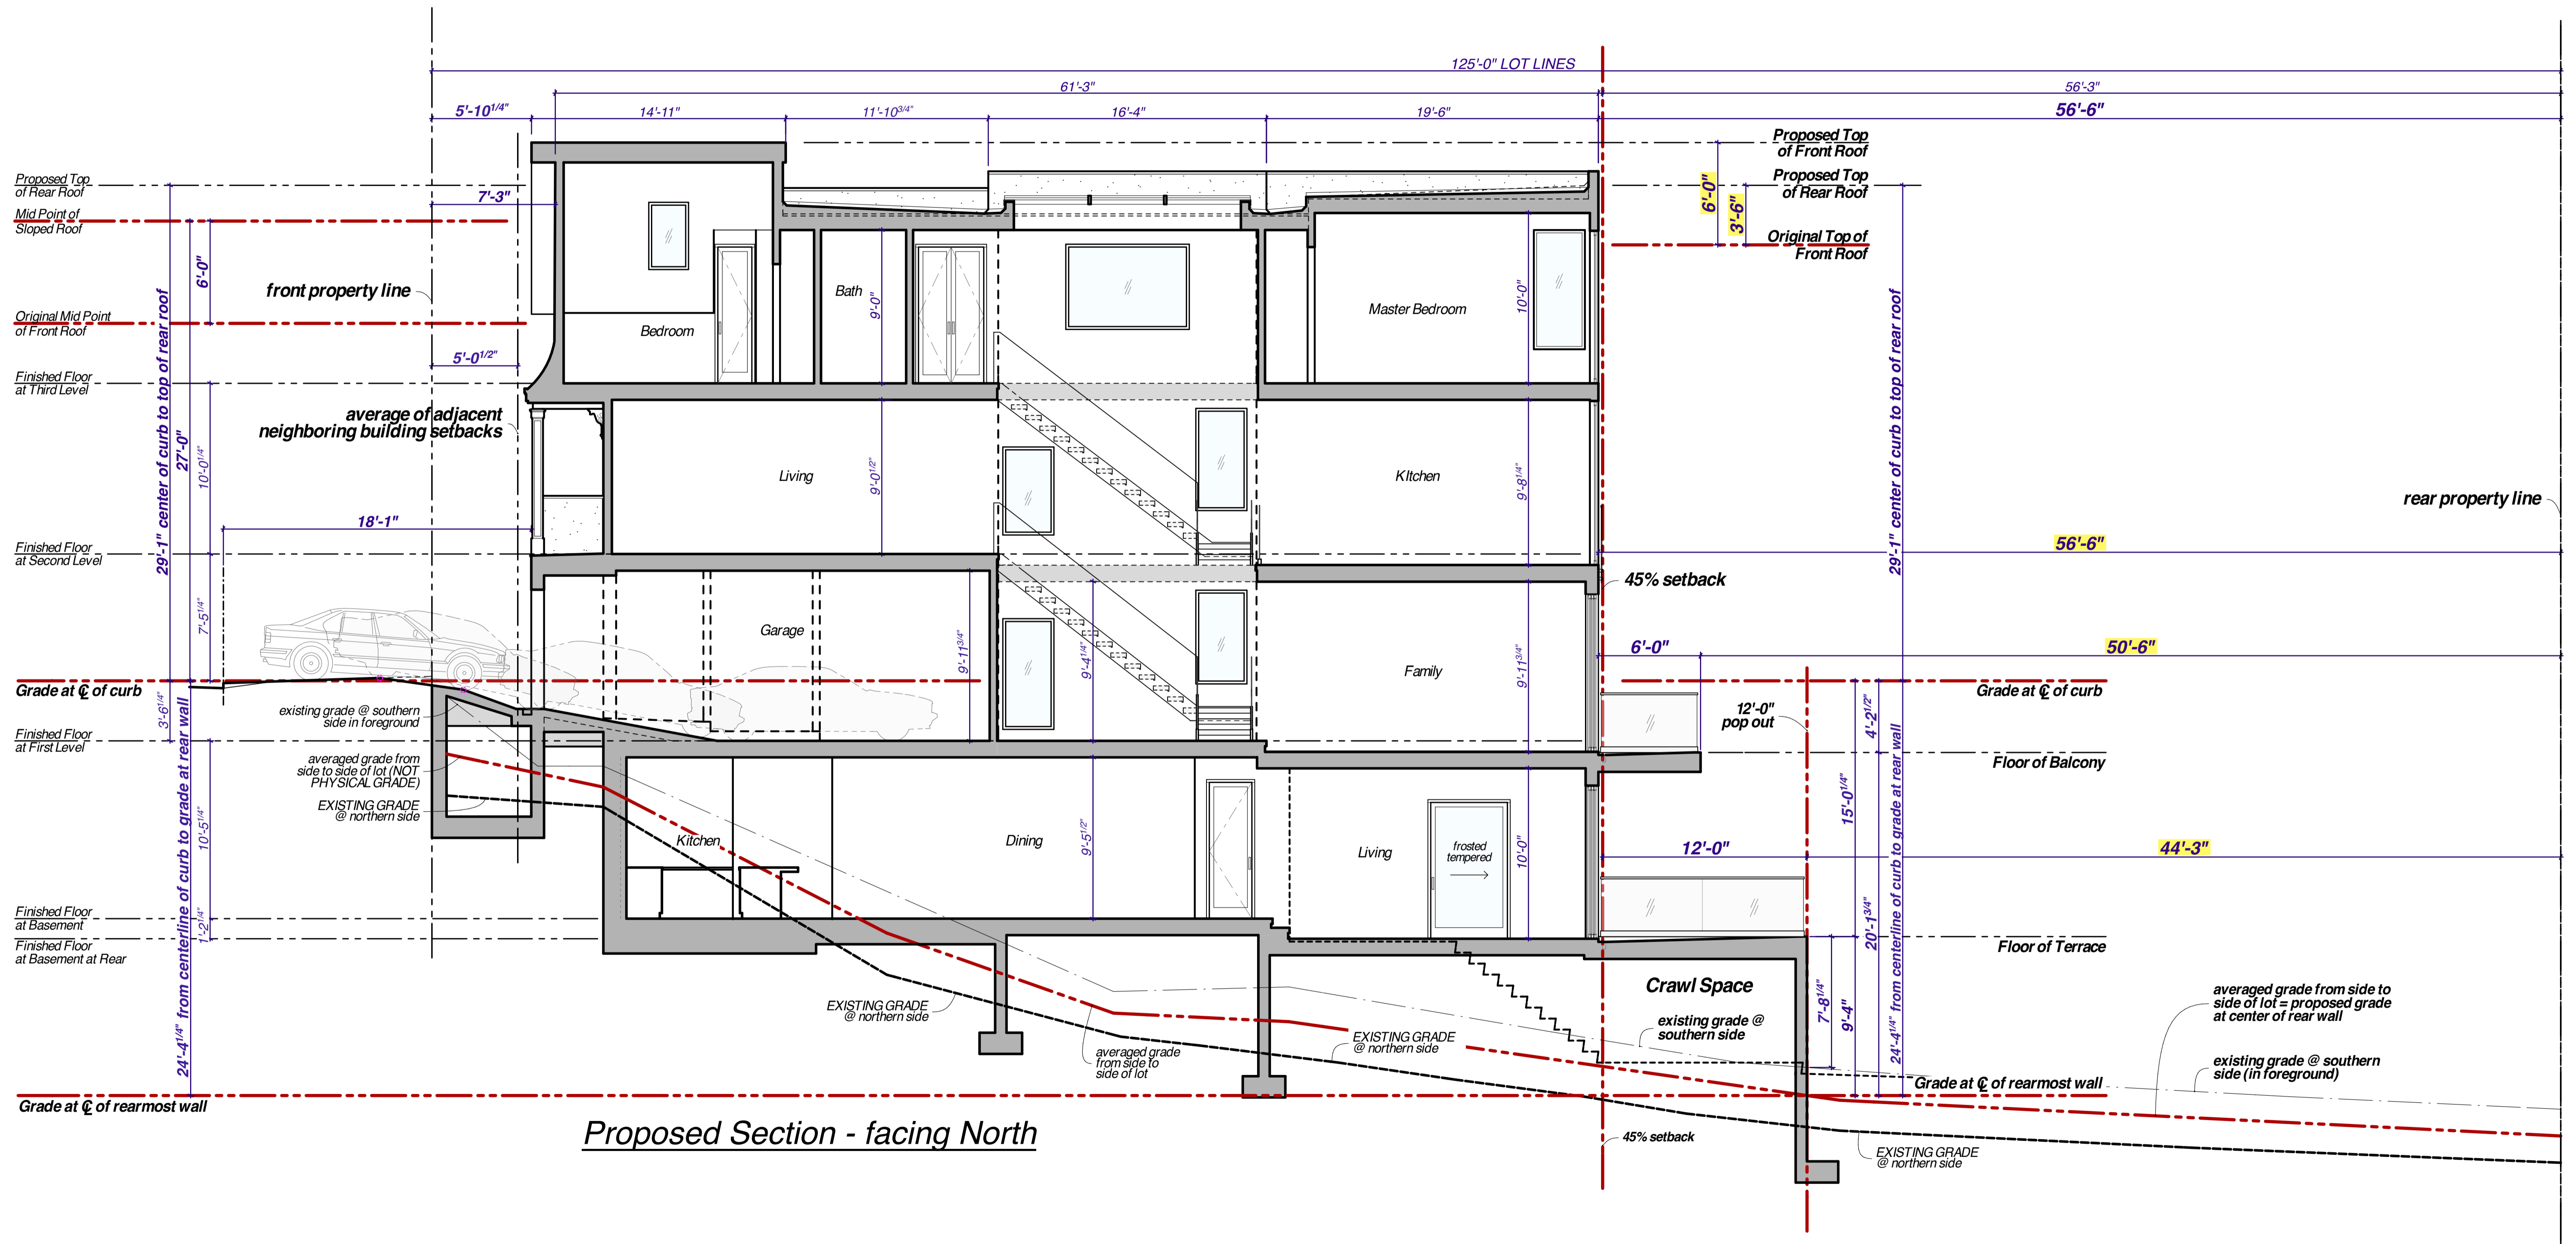 125'-0" LOT LINES
61'-3"
56'-3"
5'-10 1/4"
14'-11"
11'-10 3/4"
16'-4"
19'-6"
56'-6"
Proposed Top
of Front Roof
Proposed Top
of Rear Roof
Proposed Top
of Rear Roof
7'-3"
6'-0"
3'-6"
Mid Point of
Sloped Roof
Original Top of
Front Roof
6'-0"
front property line
Bath
9'-0"
10'-0"
Master Bedroom
Original Mid Point
of Front Roof
Bedroom
29'-1" center of curb to top of rear roof
29'-1" center of curb to top of rear roof
5'-0 1/2"
Finished Floor
at Third Level
average of adjacent
neighboring building setbacks
27'-0"
10'-0 1/4"
Living
9'-0 1/2"
KItchen
9'-8 1/4"
rear property line
18'-1"
Finished Floor
at Second Level
56'-6"
45% setback
7'-5 1/4"
Garage
9'-11 3/4"
9'-4 1/4"
Family
9'-11 3/4"
6'-0"
50'-6"
Grade at CL of curb
Grade at CL of curb
3'-6 1/4"
existing grade @ southern
side in foreground
12'-0"
pop out
4'-2 1/2"
Finished Floor
at First Level
averaged grade from
side to side of lot (NOT
PHYSICAL GRADE)
Floor of Balcony
EXISTING GRADE
@ northern side
24'-4 1/4" from centerline of curb to grade at rear wall
24'-4 1/4" from centerline of curb to grade at rear wall
10'-5 1/4"
15'-0 1/4"
Kitchen
Dining
9'-5 1/2"
Living
frosted
tempered
10'-0"
12'-0"
44'-3"
Finished Floor
at Basement
1'-2 1/4"
20'-1 3/4"
Finished Floor
at Basement at Rear
Floor of Terrace
Crawl Space
7'-8 1/4"
9'-4"
EXISTING GRADE
@ northern side
averaged grade from side to
side of lot = proposed grade
at center of rear wall
existing grade @
southern side
EXISTING GRADE
@ northern side
averaged grade
from side to
side of lot
existing grade @ southern
side (in foreground)
Grade at CL of rearmost wall
Grade at CL of rearmost wall
Proposed Section - facing North
45% setback
EXISTING GRADE
@ northern side